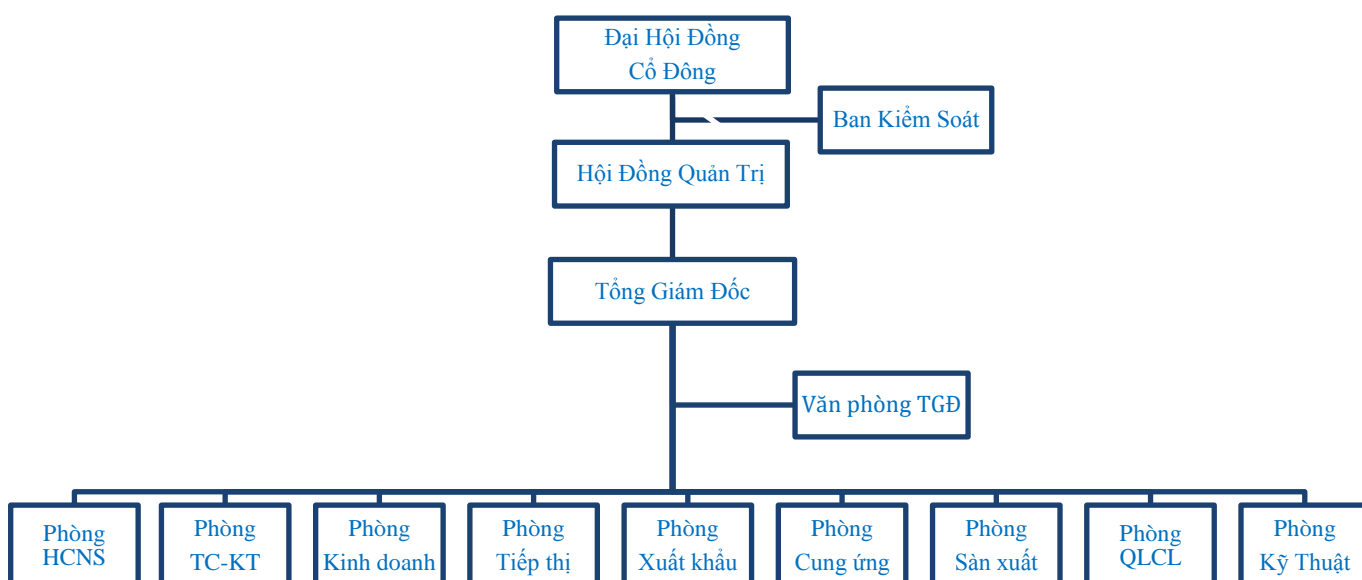 Đại Hội Đồng
Cổ Đông
Ban Kiểm Soát
Hội Đồng Quản Trị
Tổng Giám Đốc
Văn phòng TGĐ
Phòng
HCNS
Phòng
TC-KT
Phòng
Kinh doanh
Phòng
Tiếp thị
Phòng
Xuất khẩu
Phòng
Cung ứng
Phòng
Sàn xuất
Phòng
QLCL
Phòng
Kỹ Thuật